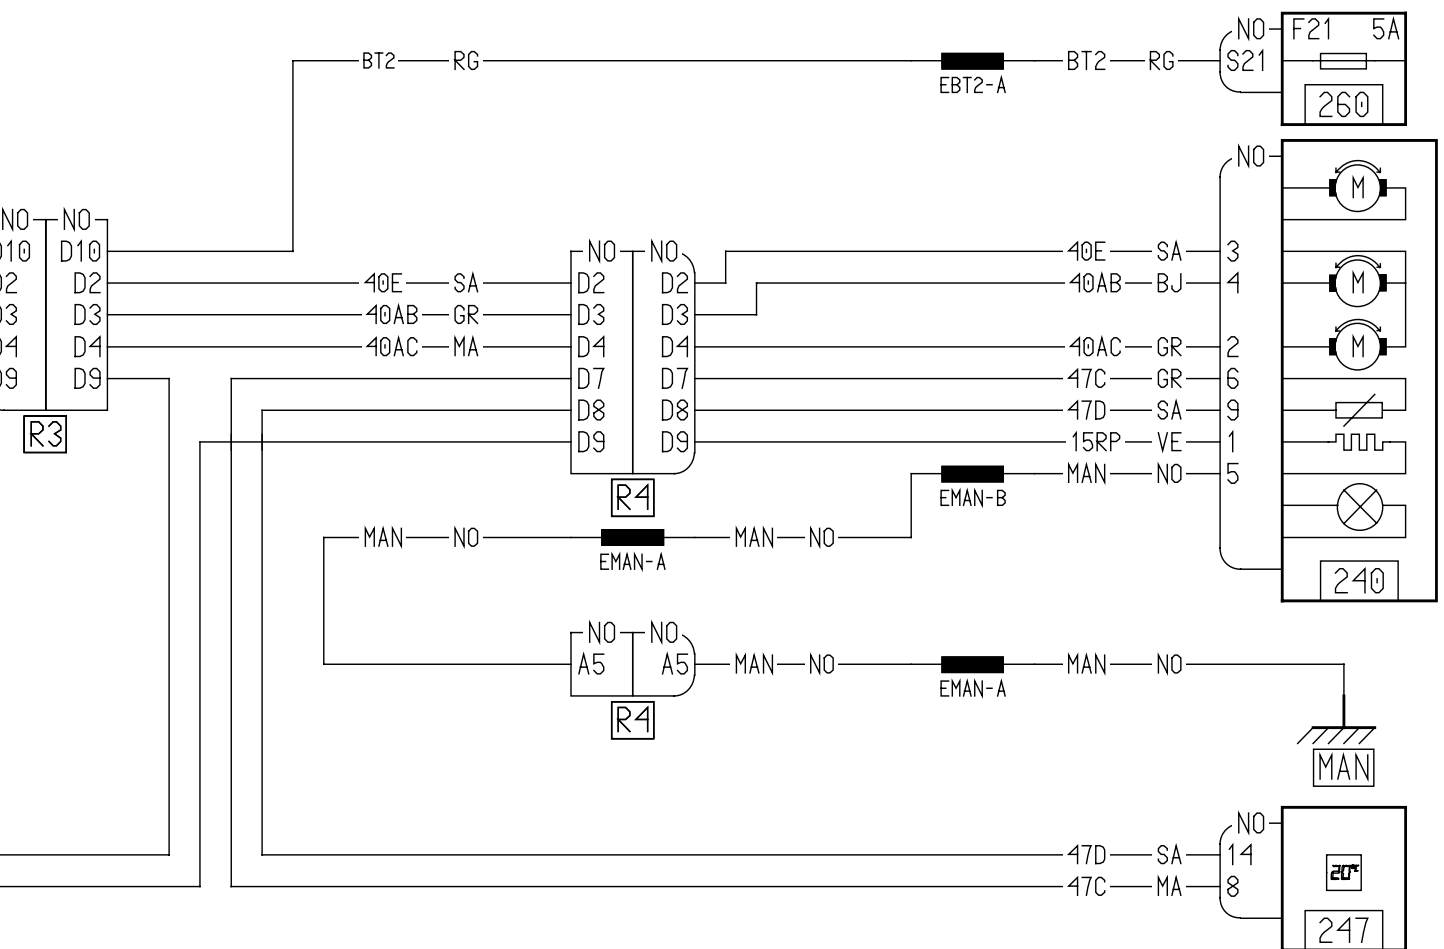 NO F21 5A
BT2 RG BT2 RG S21
EBT2-A
260
NO
M
NO NO
D10 D10 NO NO 40E SA 3
D2 D2 40E SA D2 D2 40AB BJ 4 M
D3 D3 40AB GR D3 D3
D4 D4 40AC MA D4 D4 40AC GR 2 M
D9 D9 D7 D7 47C GR 6
D8 D8 47D SA 9
R3
D9 D9 15RP VE 1
MAN NO 5
R4 EMAN-B
MAN NO MAN NO
EMAN-A
240
NO NO
A5 A5 MAN NO MAN NO
EMAN-A
R4
MAN
NO
47D SA 14
20°C
47C MA 8
247